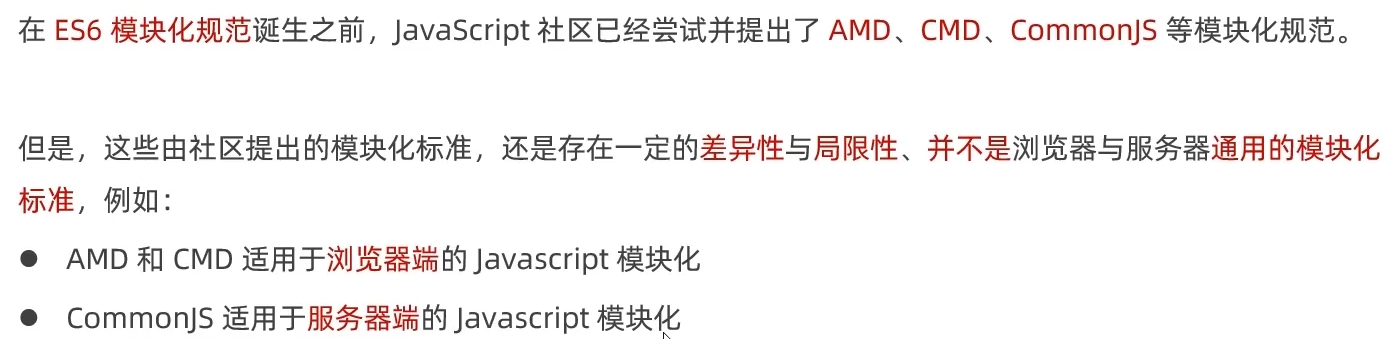 在 ES6 模块化规范诞生之前，JavaScript 社区已经尝试并提出了 AMD、CMD、CommonJS 等模块化规范。
但是，这些由社区提出的模块化标准，还是存在一定的差异性与局限性、并不是浏览器与服务器通用的模块化
标准，例如：
● AMD 和 CMD 适用于浏览器端的 Javascript 模块化
● CommonJS 适用于服务器端的 Javascript 模块化